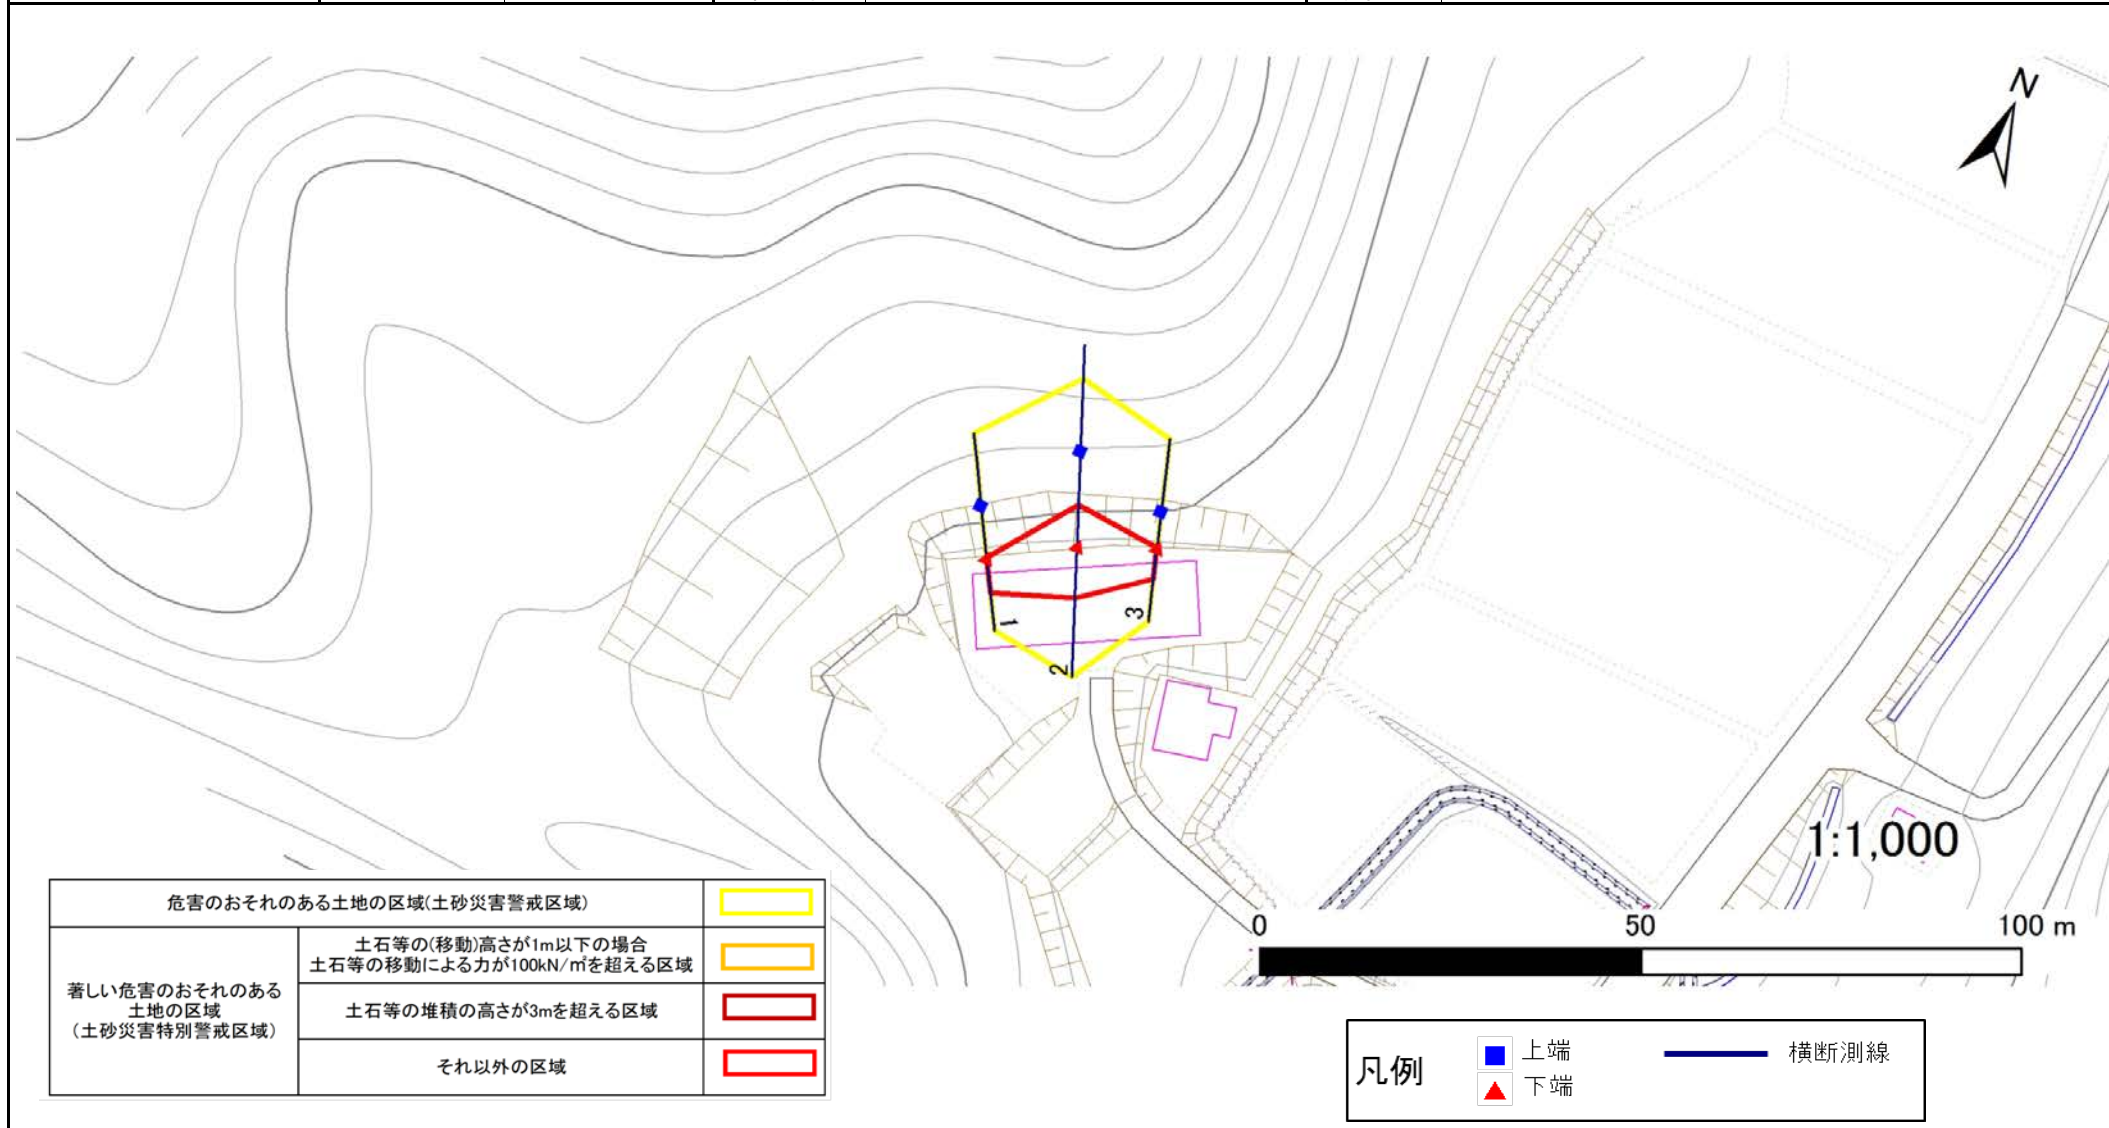 N
1
2
3
1:1,000
0 50 100 m
危害のおそれのある土地の区域(土砂災害警戒区域)
著しい危害のおそれのある
土地の区域
(土砂災害特別警戒区域)
土石等の(移動)高さが1m以下の場合
土石等の移動による力が100kN/㎡を超える区域
土石等の堆積の高さが3mを超える区域
それ以外の区域
凡例
上端
下端
横断測線